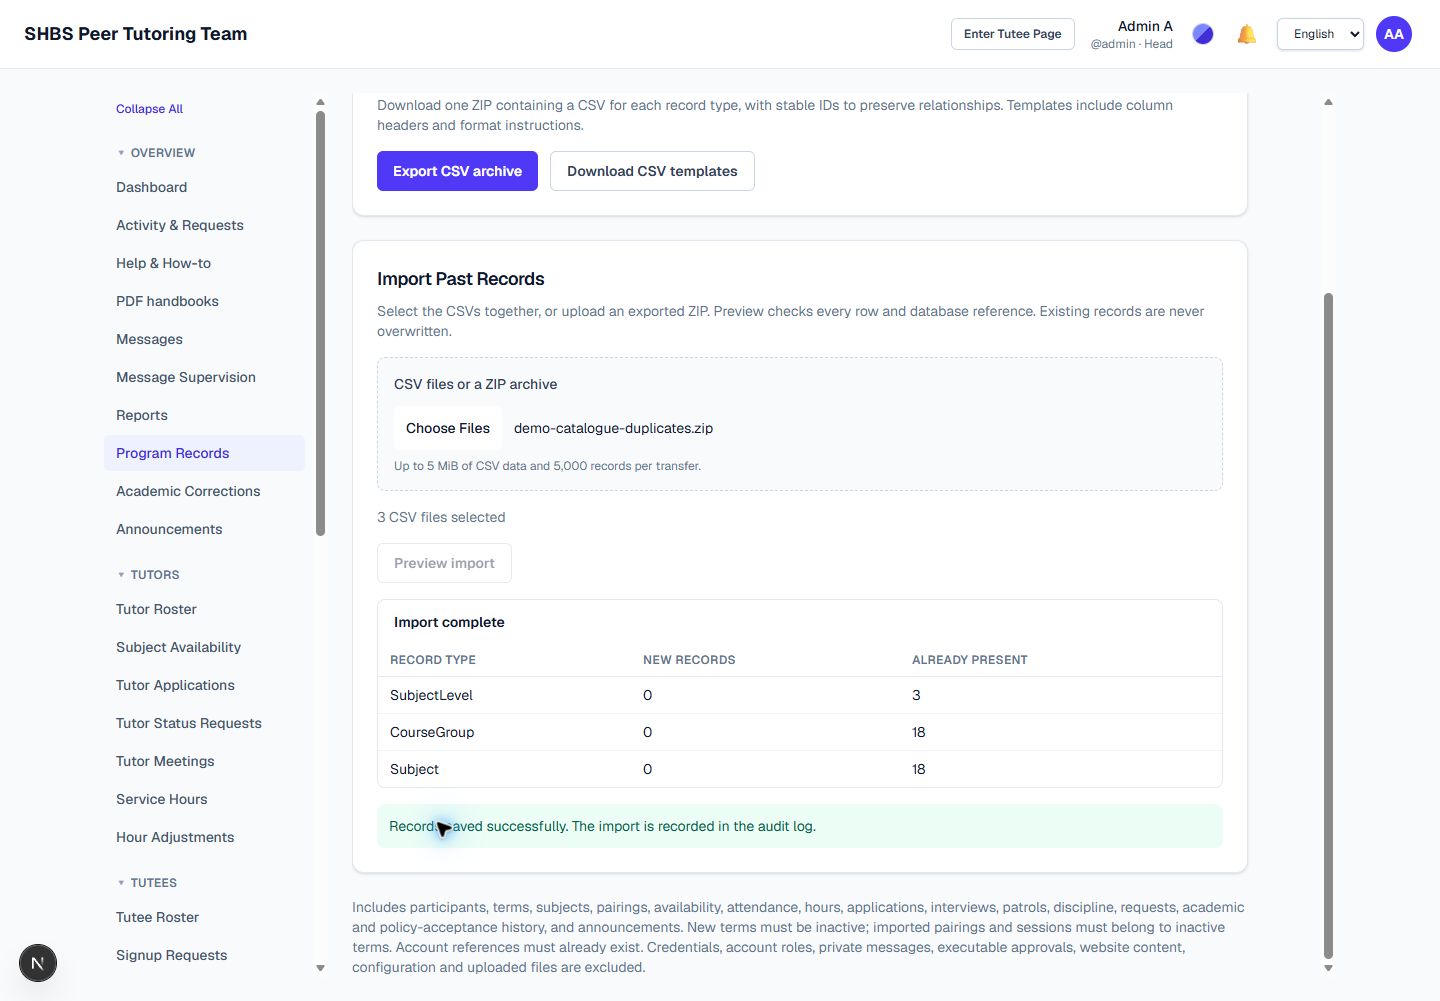 SHBS Peer Tutoring Team
Enter Tutee Page
Admin A
@admin · Head
English
AA
Collapse All
OVERVIEW
Dashboard
Activity & Requests
Help & How-to
PDF handbooks
Messages
Message Supervision
Reports
Program Records
Academic Corrections
Announcements
TUTORS
Tutor Roster
Subject Availability
Tutor Applications
Tutor Status Requests
Tutor Meetings
Service Hours
Hour Adjustments
TUTEES
Tutee Roster
Signup Requests
N
Download one ZIP containing a CSV for each record type, with stable IDs to preserve relationships. Templates include column
headers and format instructions.
Export CSV archive
Download CSV templates
Import Past Records
Select the CSVs together, or upload an exported ZIP. Preview checks every row and database reference. Existing records are never
overwritten.
CSV files or a ZIP archive
Choose Files demo-catalogue-duplicates.zip
Up to 5 MiB of CSV data and 5,000 records per transfer.
3 CSV files selected
Preview import
Import complete
RECORD TYPE NEW RECORDS ALREADY PRESENT
SubjectLevel 0 3
CourseGroup 0 18
Subject 0 18
successfully. The import is recorded in the audit log.
Includes participants, terms, subjects, pairings, availability, attendance, hours, applications, interviews, patrols, discipline, requests, academic
and policy-acceptance history, and announcements. New terms must be inactive; imported pairings and sessions must belong to inactive
terms. Account references must already exist. Credentials, account roles, private messages, executable approvals, website content,
configuration and uploaded files are excluded.